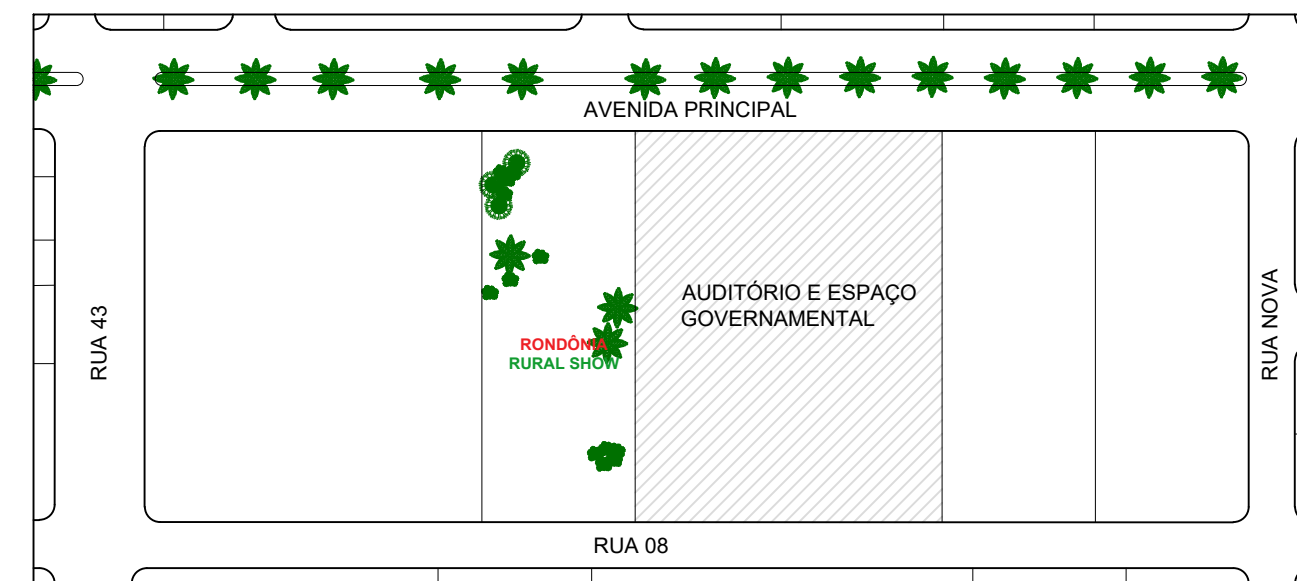 AVENIDA PRINCIPAL
AUDITÓRIO E ESPAÇO
GOVERNAMENTAL
RONDÔNIA
RURAL SHOW
RUA 43
RUA NOVA
RUA 08